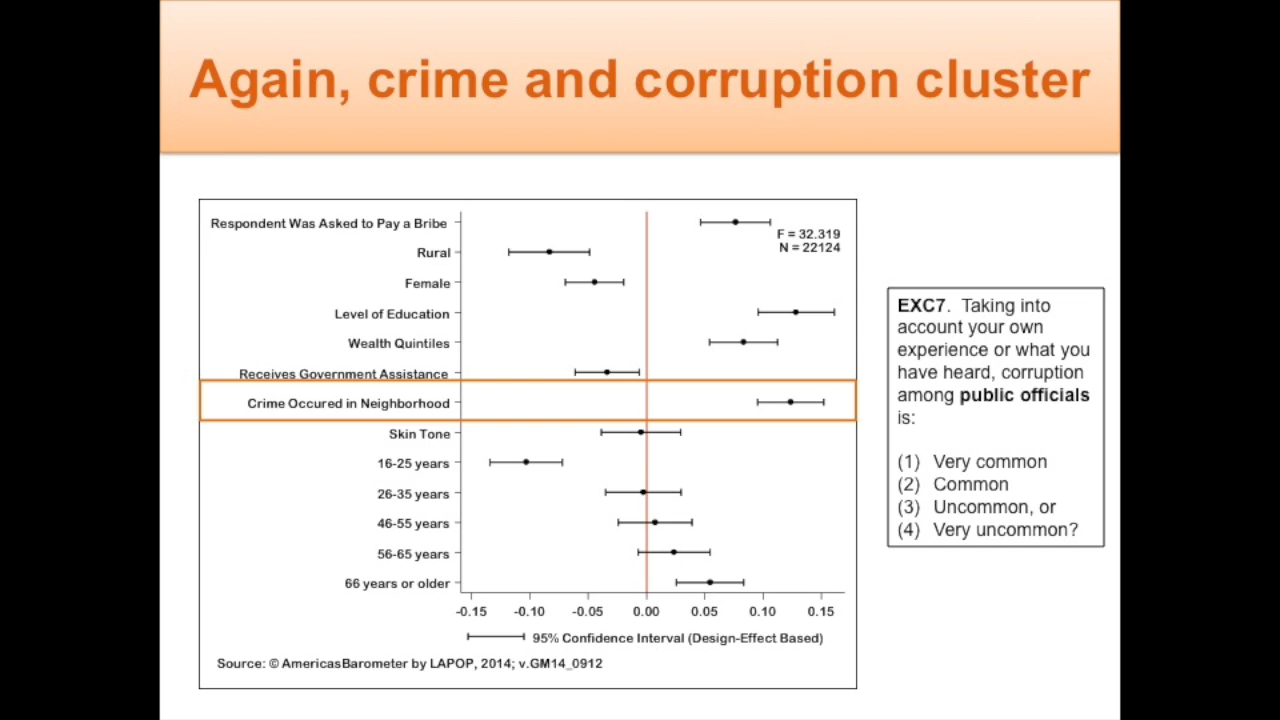 Again, crime and corruption cluster
Respondent Was Asked to Pay a Bribe
F = 32.319
N = 22124
Rural
Female
Level of Education
Wealth Quintiles
Receives Government Assistance
Crime Occured in Neighborhood
Skin Tone
16-25 years
26-35 years
46-55 years
56-65 years
66 years or older
-0.15 -0.10 -0.05 0.00 0.05 0.10 0.15
95% Confidence Interval (Design-Effect Based)
Source: © AmericasBarometer by LAPOP, 2014; v.GM14_0912
EXC7. Taking into
account your own
experience or what you
have heard, corruption
among public officials
is:
(1) Very common
(2) Common
(3) Uncommon, or
(4) Very uncommon?